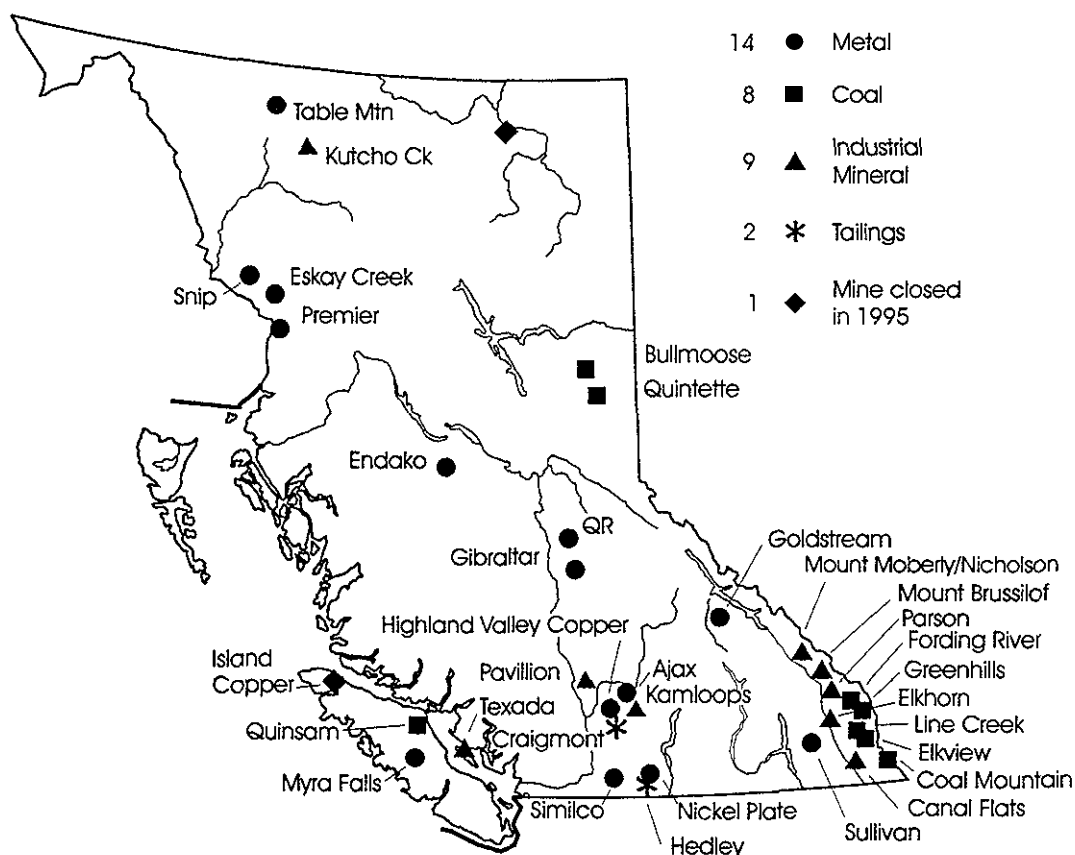 14 Metal
8 Coal
9 Industrial
Mineral
2 Tailings
1 Mine closed
in 1995
Table Mtn
Kutcho Ck
Eskay Creek
Snip
Premier
Bullmoose
Quintette
Endako
QR
Gibraltar
Goldstream
Mount Moberly/Nicholson
Mount Brussilof
Parson
Fording River
Greenhills
Elkhorn
Line Creek
Elkview
Coal Mountain
Canal Flats
Sullivan
Highland Valley Copper
Pavillion
Ajax
Kamloops
Island
Copper
Texada
Quinsam
Craigmont
Myra Falls
Similco
Nickel Plate
Hedley